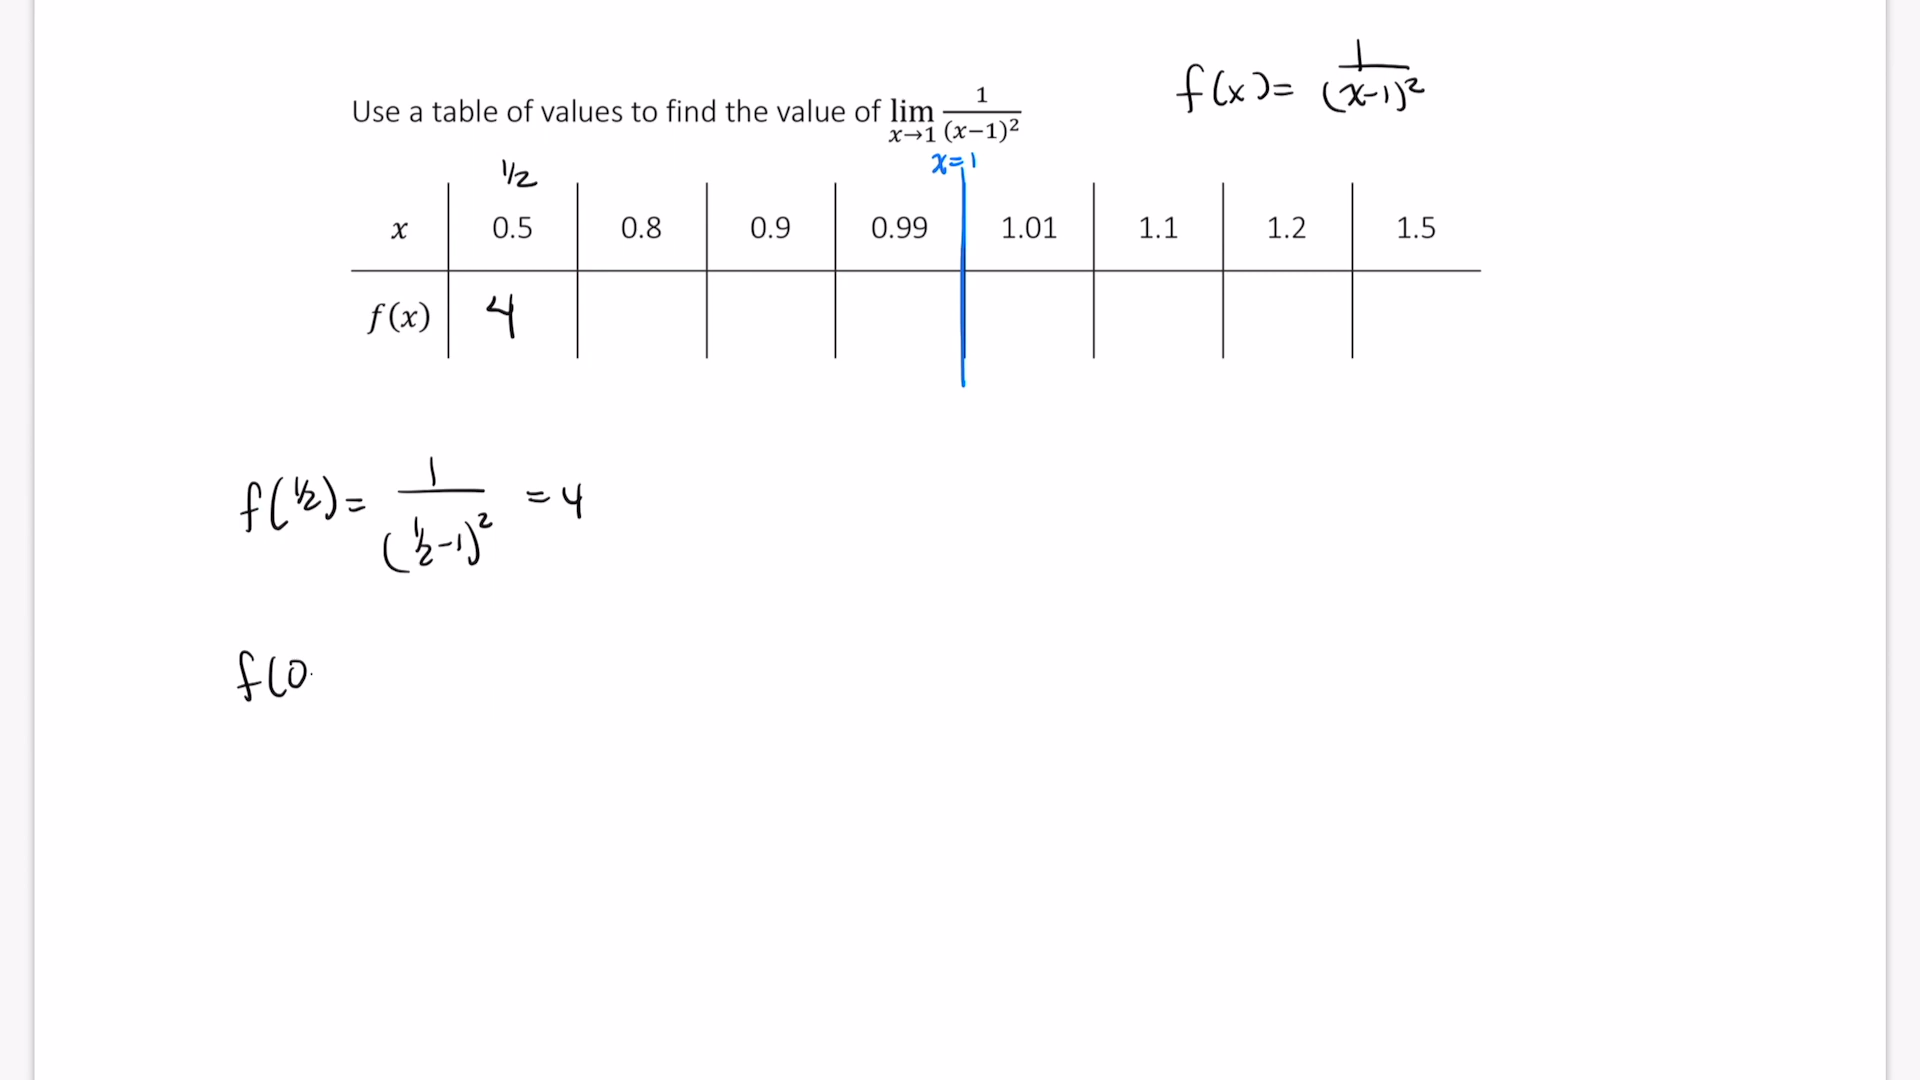 f(x)= 1/(x-1)²
Use a table of values to find the value of lim x→1 1/(x−1)²
x=1
1/2
x 0.5 0.8 0.9 0.99 1.01 1.1 1.2 1.5
f(x) 4
f(1/2)= 1/(1/2-1)² =4
f(0.